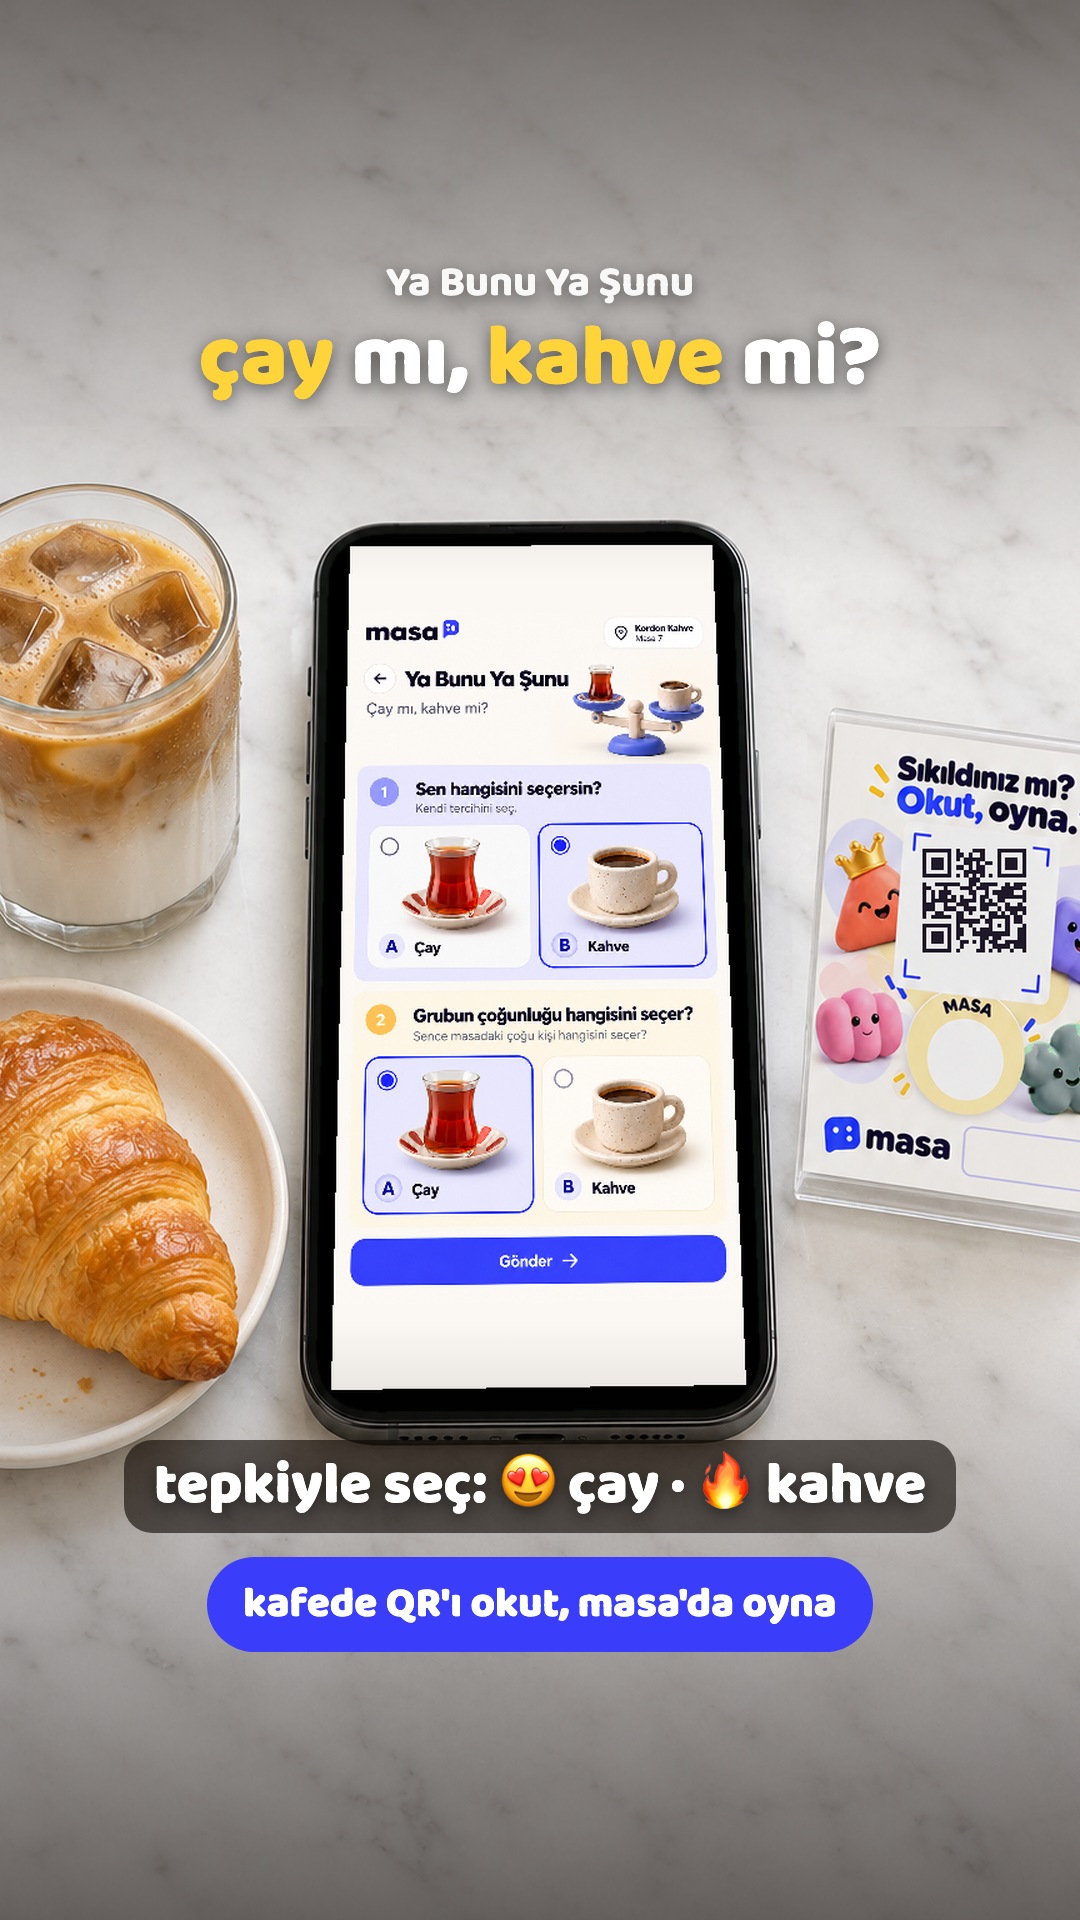 Ya Bunu Ya Şunu
çay mı, kahve mi?
masa
Kordon Kahve
Masa 7
Ya Bunu Ya Şunu
Çay mı, kahve mi?
1 Sen hangisini seçersin?
Kendi tercihini seç.
A Çay
B Kahve
2 Grubun çoğunluğu hangisini seçer?
Sence masadaki çoğu kişi hangisini seçer?
A Çay
B Kahve
Gönder →
Sıkıldınız mı?
Okut, oyna.
MASA
masa
tepkiyle seç: 😍 çay · 🔥 kahve
kafede QR'ı okut, masa'da oyna